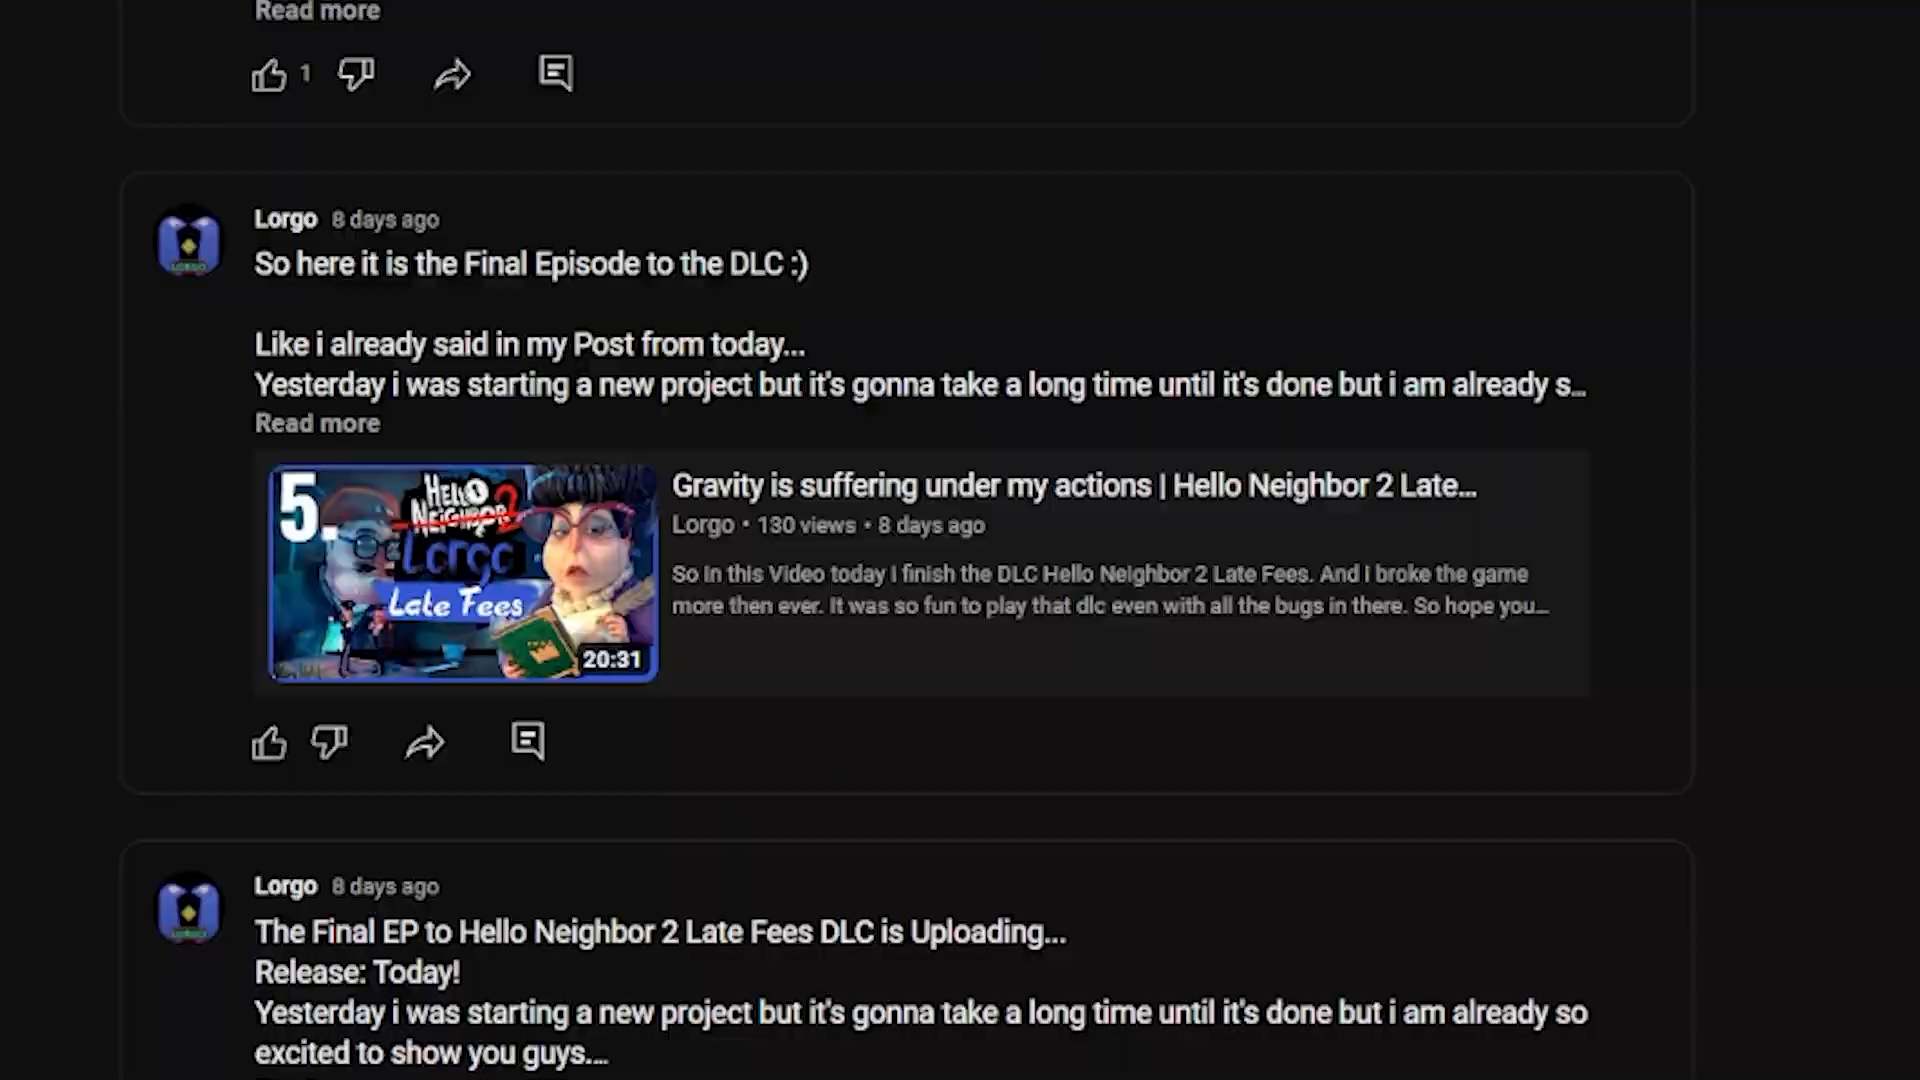 Read more
1
Lorgo 8 days ago
So here it is the Final Episode to the DLC :)
Like i already said in my Post from today...
Yesterday i was starting a new project but it's gonna take a long time until it's done but i am already s...
Read more
5.
HELLO
NEIGHBOR 2
Lorgo
Late Fees
20:31
Gravity is suffering under my actions | Hello Neighbor 2 Late...
Lorgo • 130 views • 8 days ago
So in this Video today I finish the DLC Hello Neighbor 2 Late Fees. And i broke the game
more then ever. It was so fun to play that dlc even with all the bugs in there. So hope you...
Lorgo 8 days ago
The Final EP to Hello Neighbor 2 Late Fees DLC is Uploading...
Release: Today!
Yesterday i was starting a new project but it's gonna take a long time until it's done but i am already so
excited to show you guys....